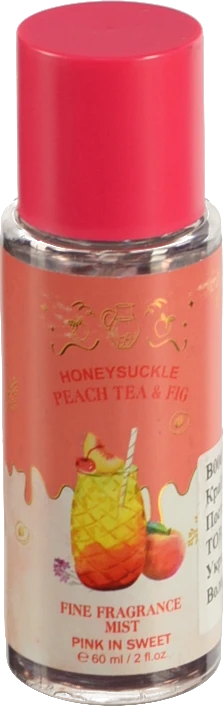 HONEYSUCKLE
PEACH TEA & FIG
FINE FRAGRANCE
MIST
PINK IN SWEET
e 60 ml / 2 fl.oz